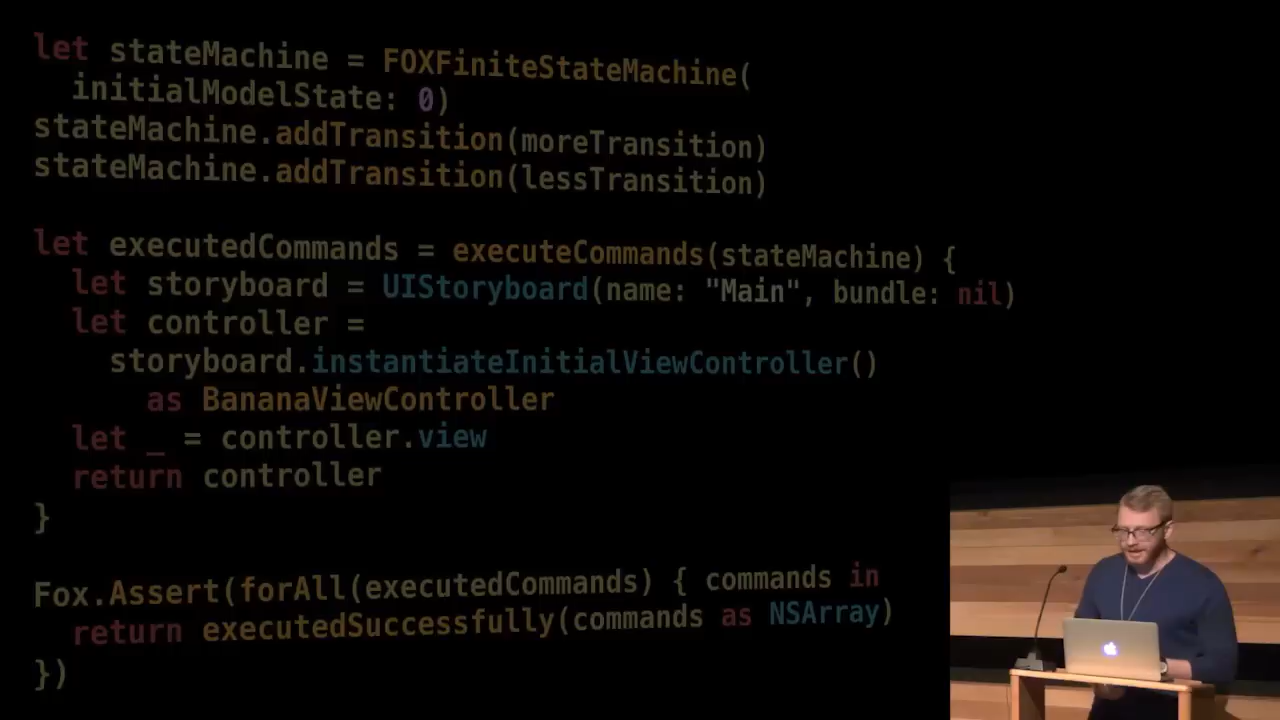 let stateMachine = FOXFiniteStateMachine(
initialModelState: 0)
stateMachine.addTransition(moreTransition)
stateMachine.addTransition(lessTransition)
let executedCommands = executeCommands(stateMachine) {
let storyboard = UIStoryboard(name: "Main", bundle: nil)
let controller =
storyboard.instantiateInitialViewController()
as BananaViewController
let _ = controller.view
return controller
}
Fox.Assert(forAll(executedCommands) { commands in
return executedSuccessfully(commands as NSArray)
})